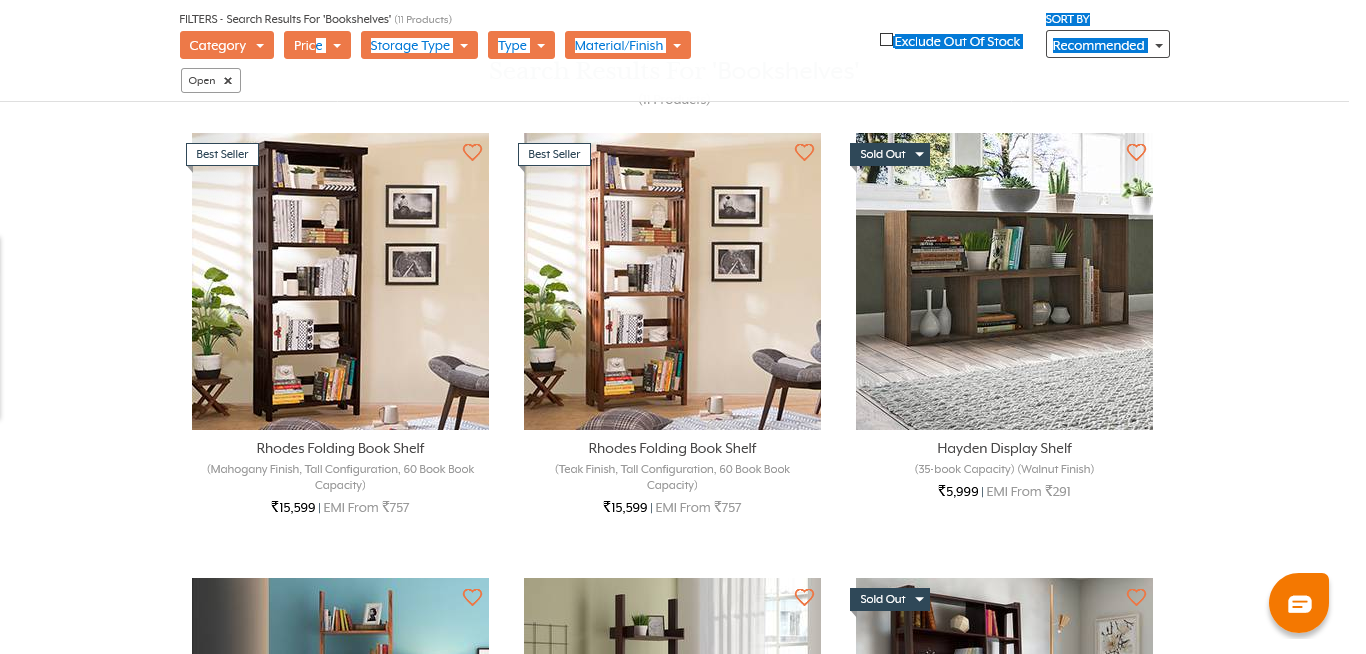 FILTERS - Search Results For 'Bookshelves' (11 Products)
SORT BY
Category
Price
Storage Type
Type
Material/Finish
Exclude Out Of Stock
Recommended
Open ×
Search Results For 'Bookshelves'
(11 Products)
Best Seller
Best Seller
Sold Out
Rhodes Folding Book Shelf
(Mahogany Finish, Tall Configuration, 60 Book Book
Capacity)
₹15,599 | EMI From ₹757
Rhodes Folding Book Shelf
(Teak Finish, Tall Configuration, 60 Book Book
Capacity)
₹15,599 | EMI From ₹757
Hayden Display Shelf
(35-book Capacity) (Walnut Finish)
₹5,999 | EMI From ₹291
Sold Out